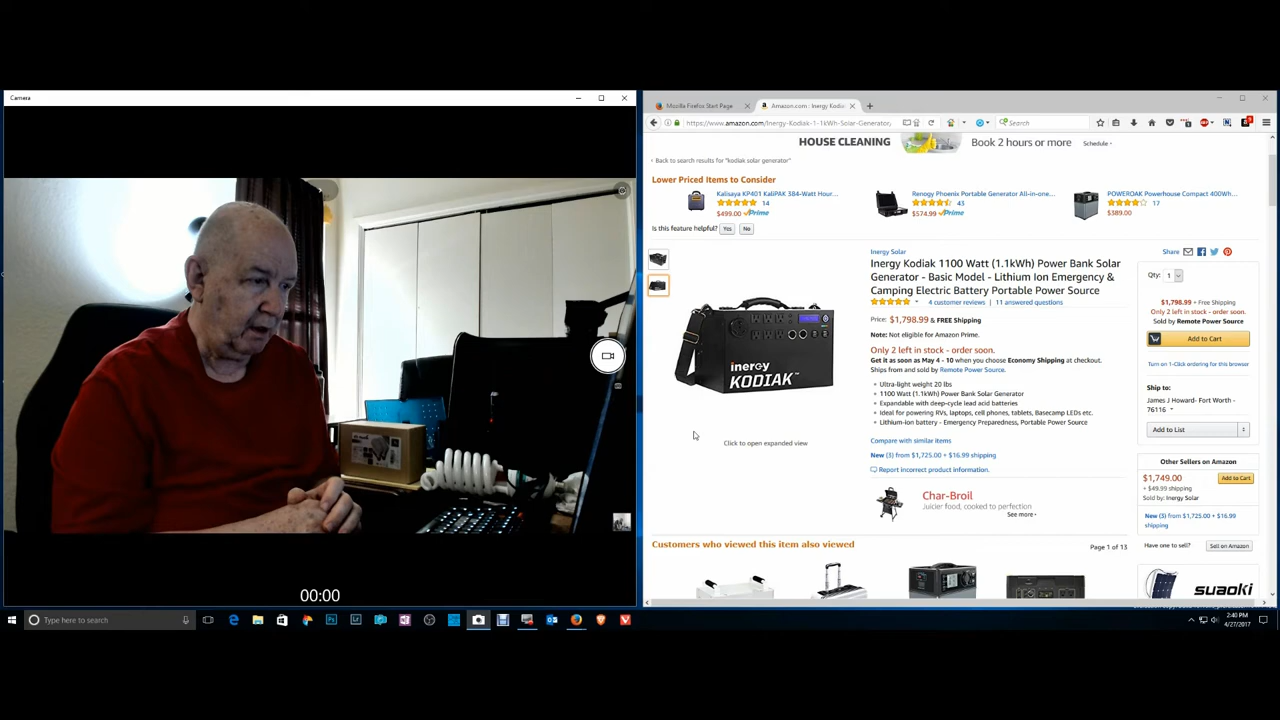 Camera
00:00
Mozilla Firefox Start Page
Amazon.com : Inergy Kodia
https://www.amazon.com/Inergy-Kodiak-1-1kWh-Solar-Generator,
Search
HOUSE CLEANING
Book 2 hours or more
Schedule
‹ Back to search results for "kodiak solar generator"
Lower Priced Items to Consider
Kalisaya KP401 KaliPAK 384-Watt Hour...
14
$499.00 Prime
Renogy Phoenix Portable Generator All-in-one...
43
$574.99 Prime
POWEROAK Powerhouse Compact 400Wh...
17
$389.00
Is this feature helpful? Yes No
Inergy Solar
Inergy Kodiak 1100 Watt (1.1kWh) Power Bank Solar
Generator - Basic Model - Lithium Ion Emergency &
Camping Electric Battery Portable Power Source
4 customer reviews | 11 answered questions
Price: $1,798.99 & FREE Shipping
Note: Not eligible for Amazon Prime.
Only 2 left in stock - order soon.
Get it as soon as May 4 - 10 when you choose Economy Shipping at checkout.
Ships from and sold by Remote Power Source.
• Ultra-light weight 20 lbs
• 1100 Watt (1.1kWh) Power Bank Solar Generator
• Expandable with deep-cycle lead acid batteries
• Ideal for powering RVs, laptops, cell phones, tablets, Basecamp LEDs etc.
• Lithium-ion battery - Emergency Preparedness, Portable Power Source
Compare with similar items
New (3) from $1,725.00 + $16.99 shipping
Report incorrect product information.
inergy
KODIAK™
Click to open expanded view
Char-Broil
Juicier food, cooked to perfection
See more ›
Share
Qty: 1
$1,798.99 + Free Shipping
Only 2 left in stock - order soon.
Sold by Remote Power Source
Add to Cart
Turn on 1-Click ordering for this browser
Ship to:
James J Howard- Fort Worth -
76116
Add to List
Other Sellers on Amazon
$1,749.00 Add to Cart
+ $49.99 shipping
Sold by: Inergy Solar
New (3) from $1,725.00 + $16.99
shipping
Have one to sell? Sell on Amazon
suaoki
Customers who viewed this item also viewed
Page 1 of 13
Type here to search
2:40 PM
4/27/2017